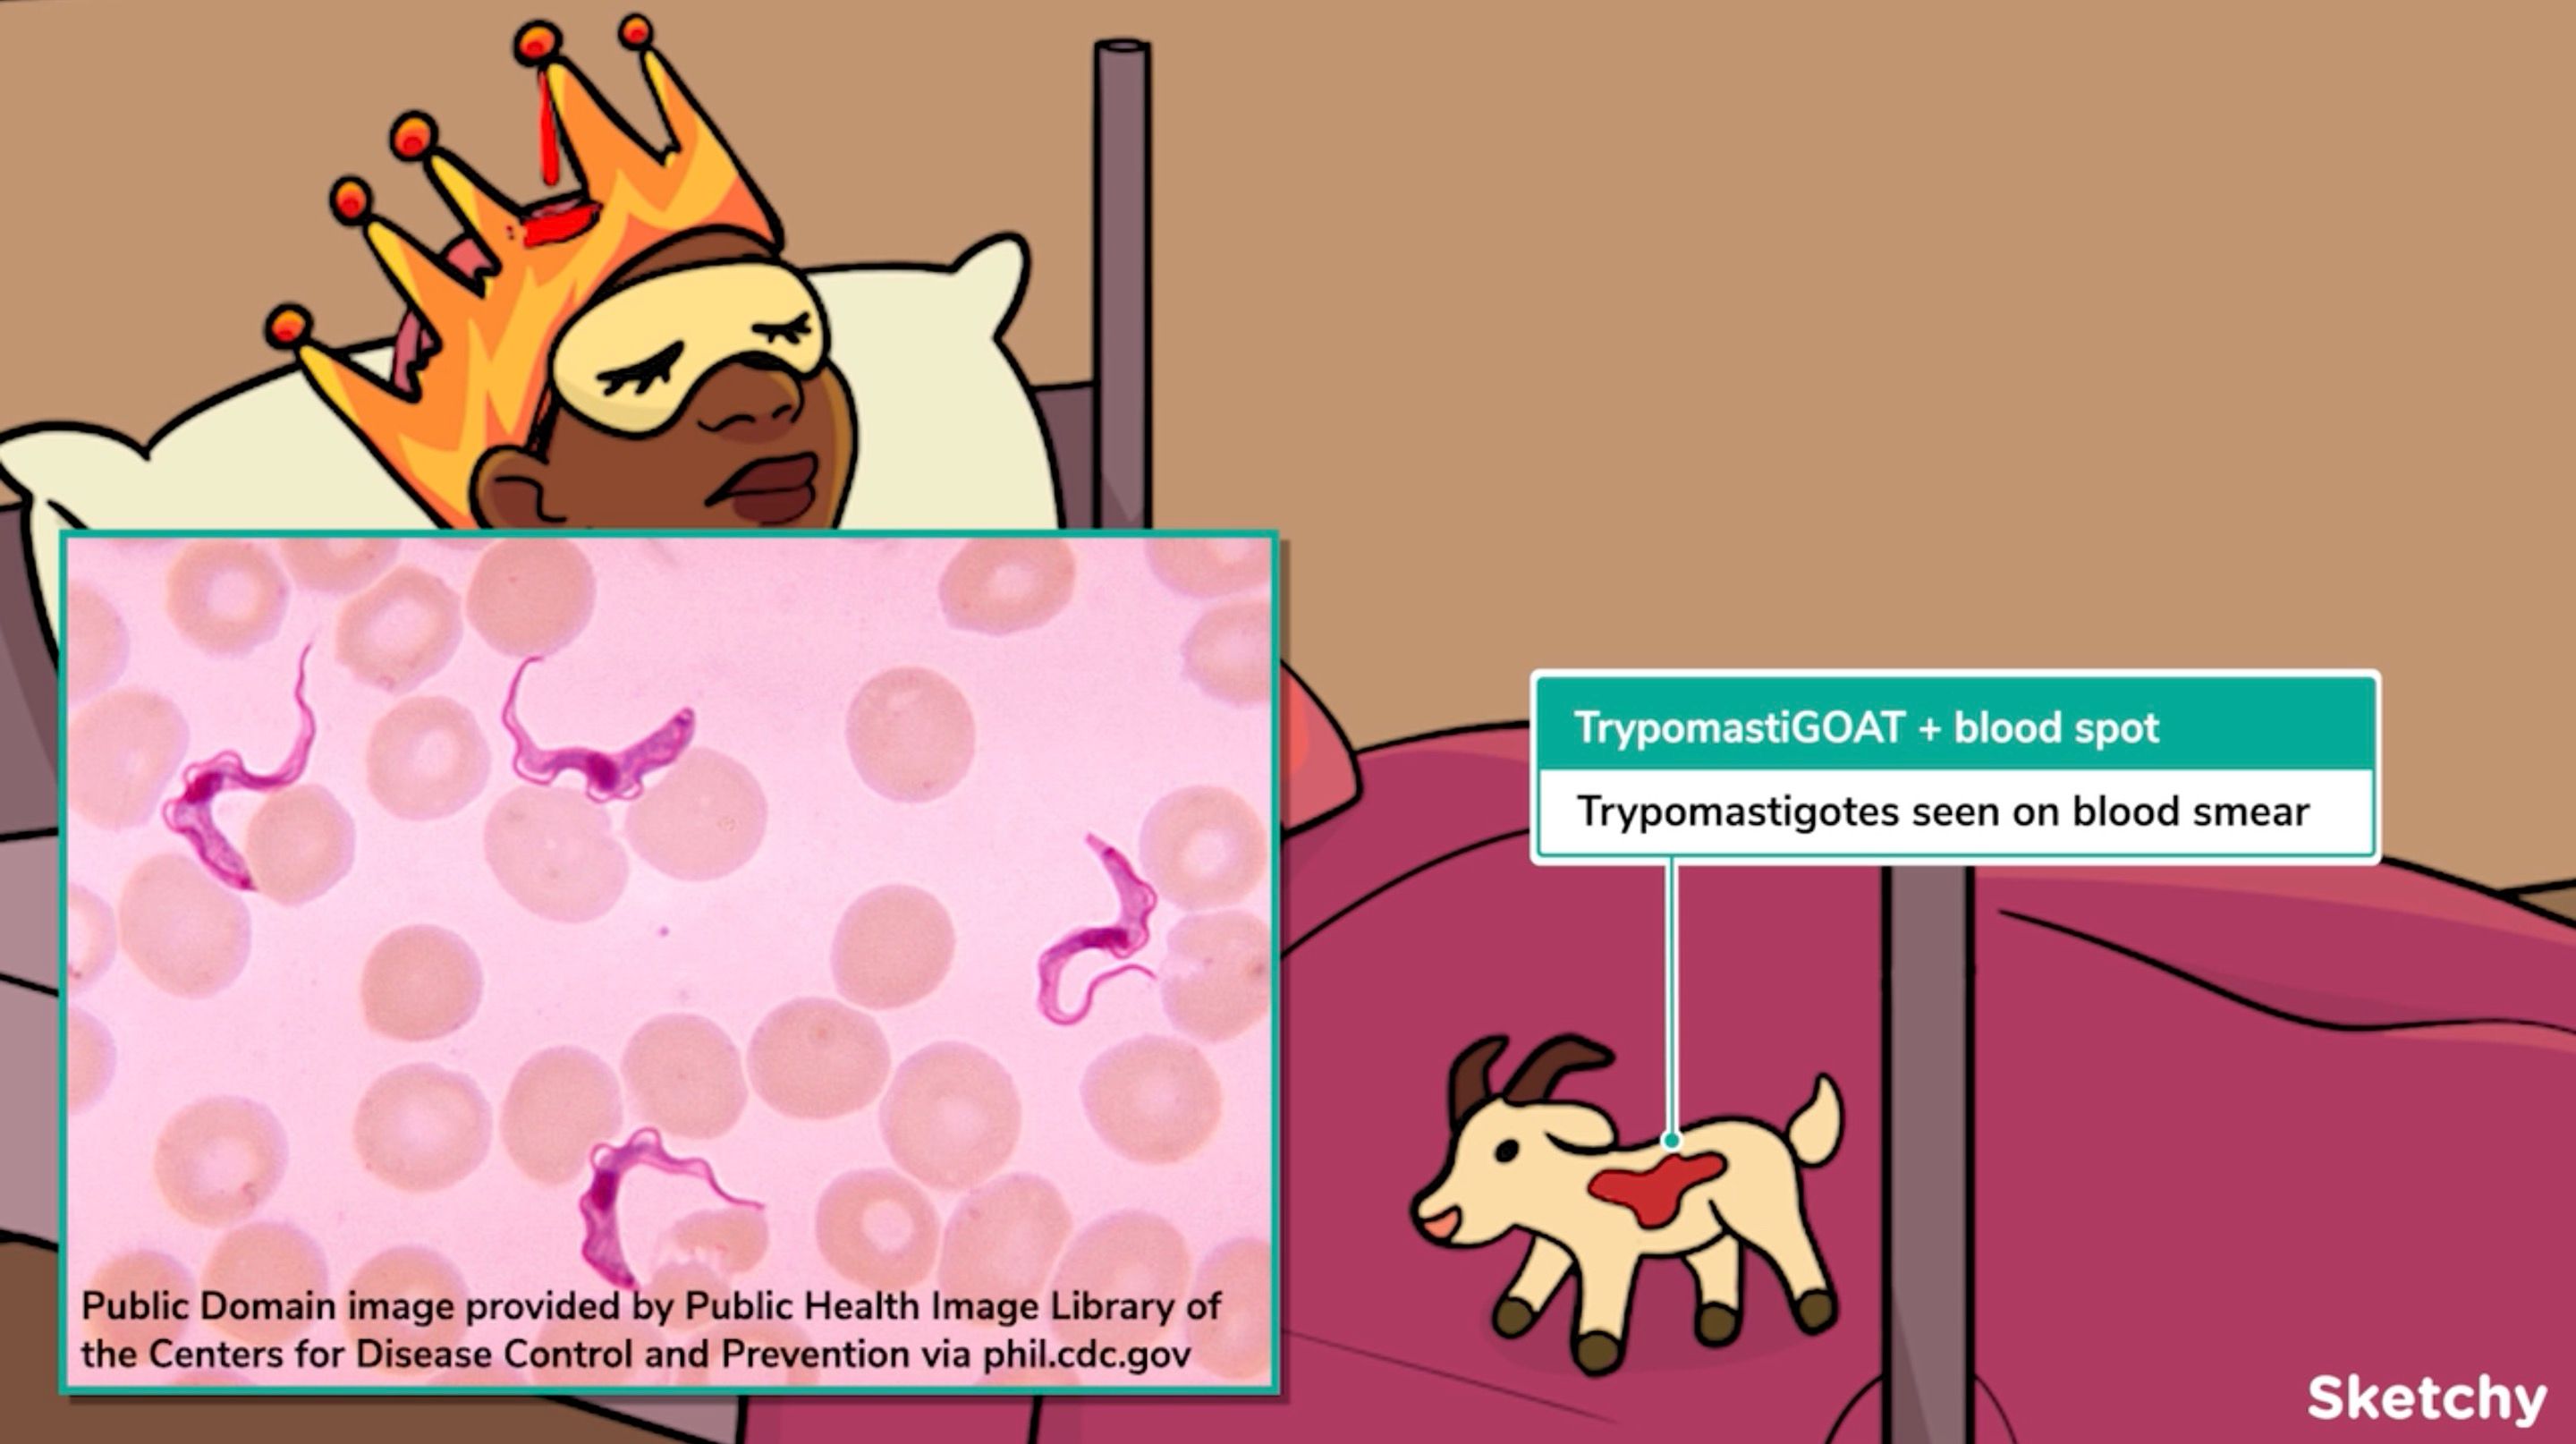 TrypomastiGOAT + blood spot
Trypomastigotes seen on blood smear
Public Domain image provided by Public Health Image Library of
the Centers for Disease Control and Prevention via phil.cdc.gov
Sketchy